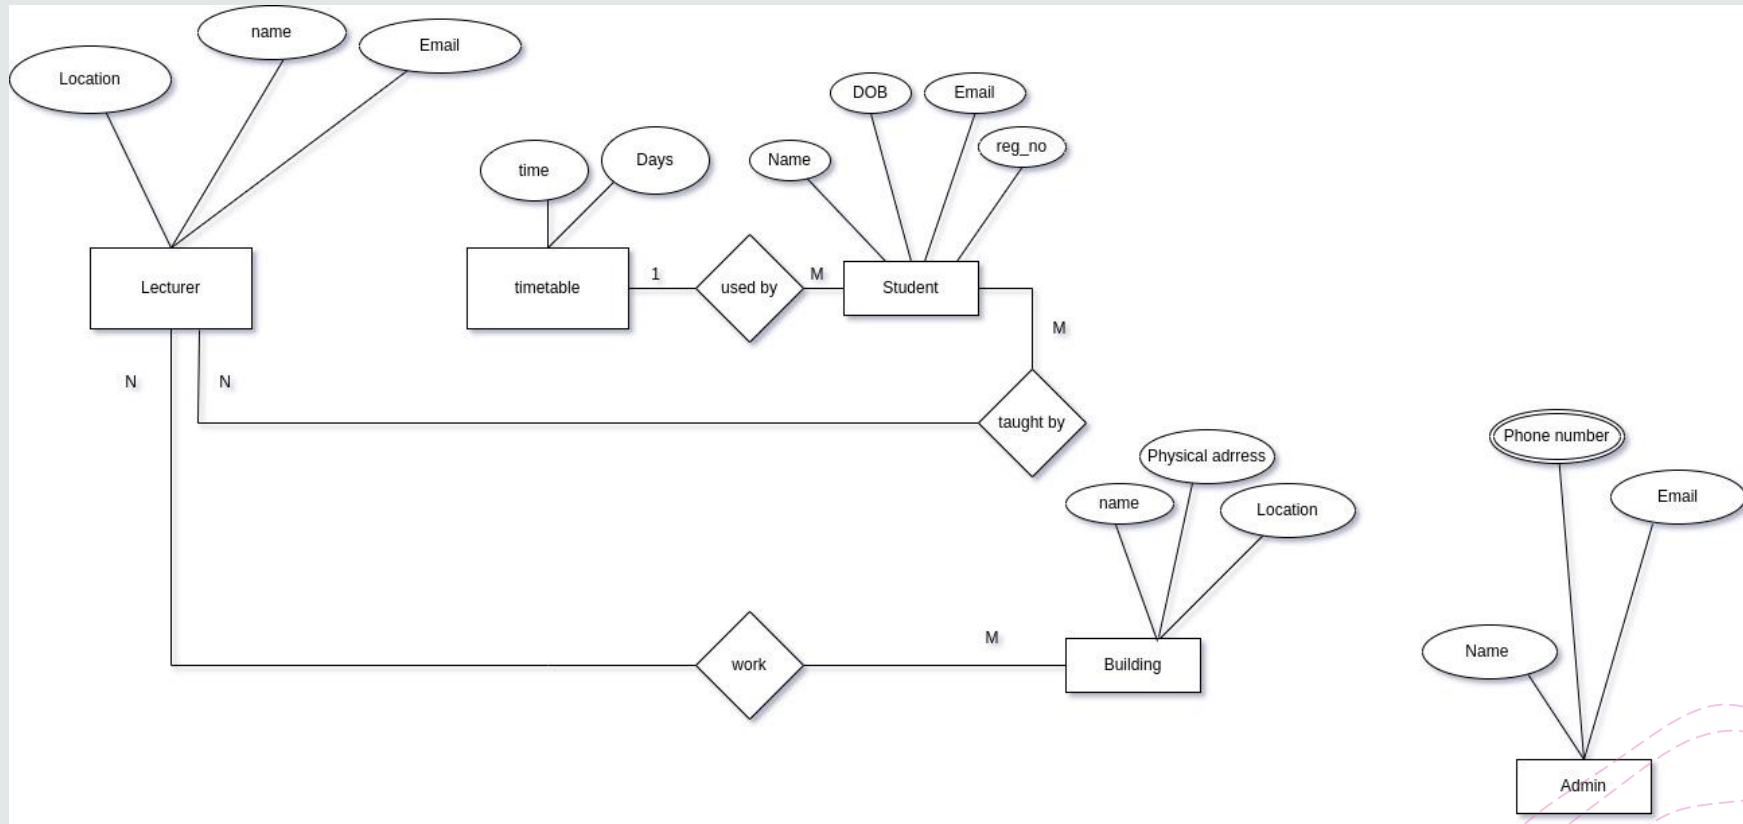 name
Email
Location
DOB
Email
reg_no
Name
time
Days
Lecturer
timetable
1
used by
M
Student
M
N
N
taught by
Phone number
Physical adrress
name
Location
Email
M
work
Building
Name
Admin